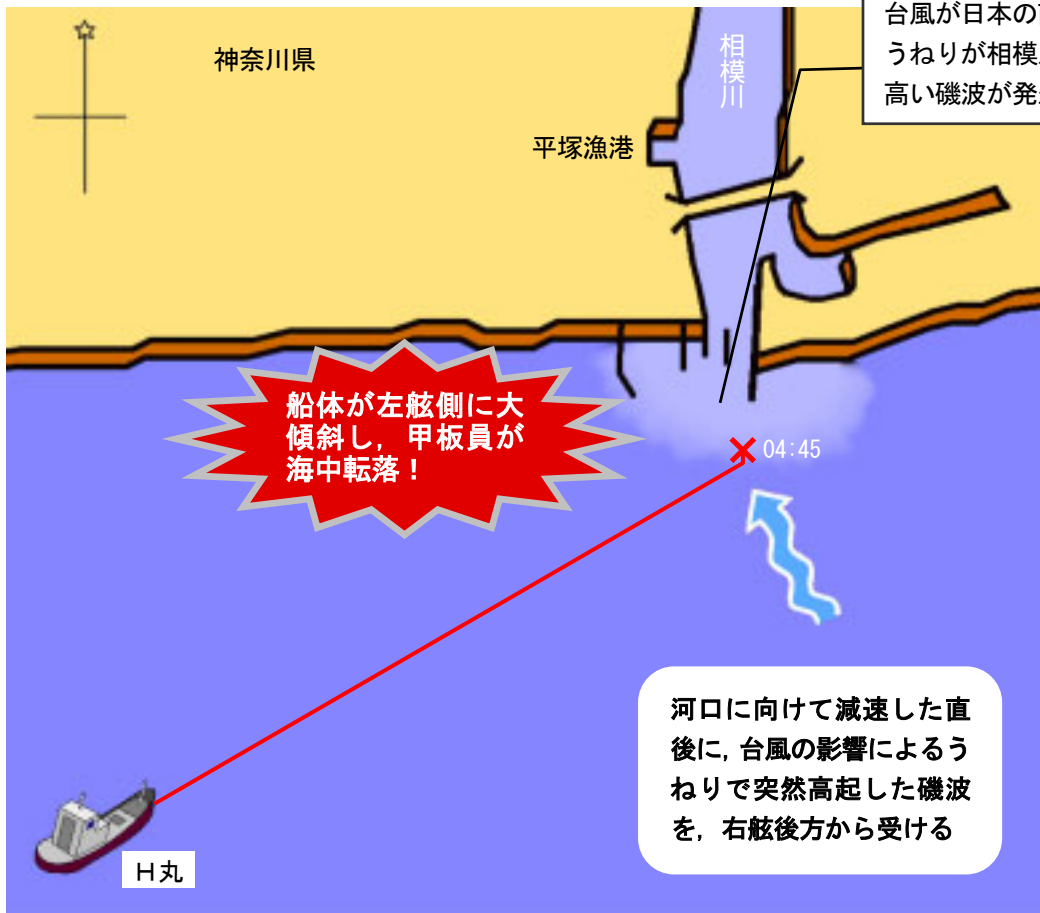 台風が日本の
うねりが相模
高い磯波が発
神奈川県
相模川
平塚漁港
船体が左舷側に大
傾斜し，甲板員が
海中転落！
04:45
河口に向けて減速した直
後に，台風の影響によるう
ねりで突然高起した磯波
を，右舷後方から受ける
H丸